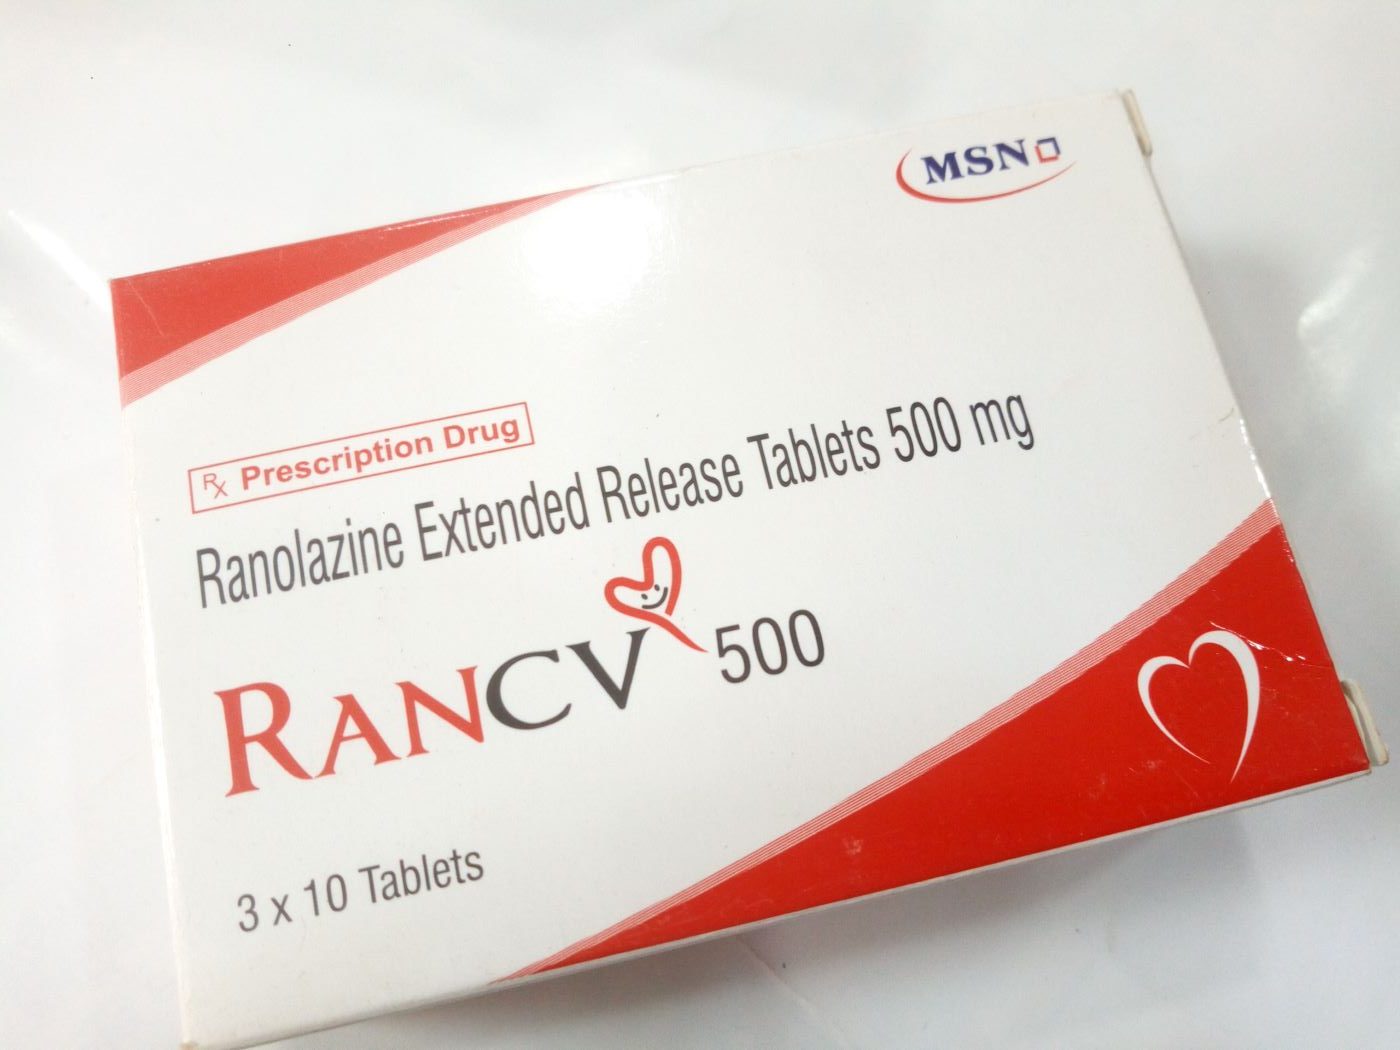 MSN
Rx Prescription Drug
Ranolazine Extended Release Tablets 500 mg
RANCV 500
3 x 10 Tablets